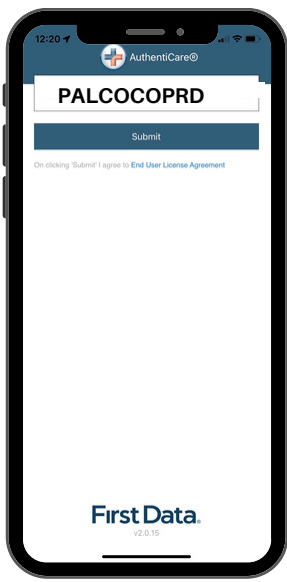 12:20
AuthentiCare®
PALCOCOPRD
Submit
On clicking 'Submit' I agree to End User License Agreement
First Data.
v2.0.15